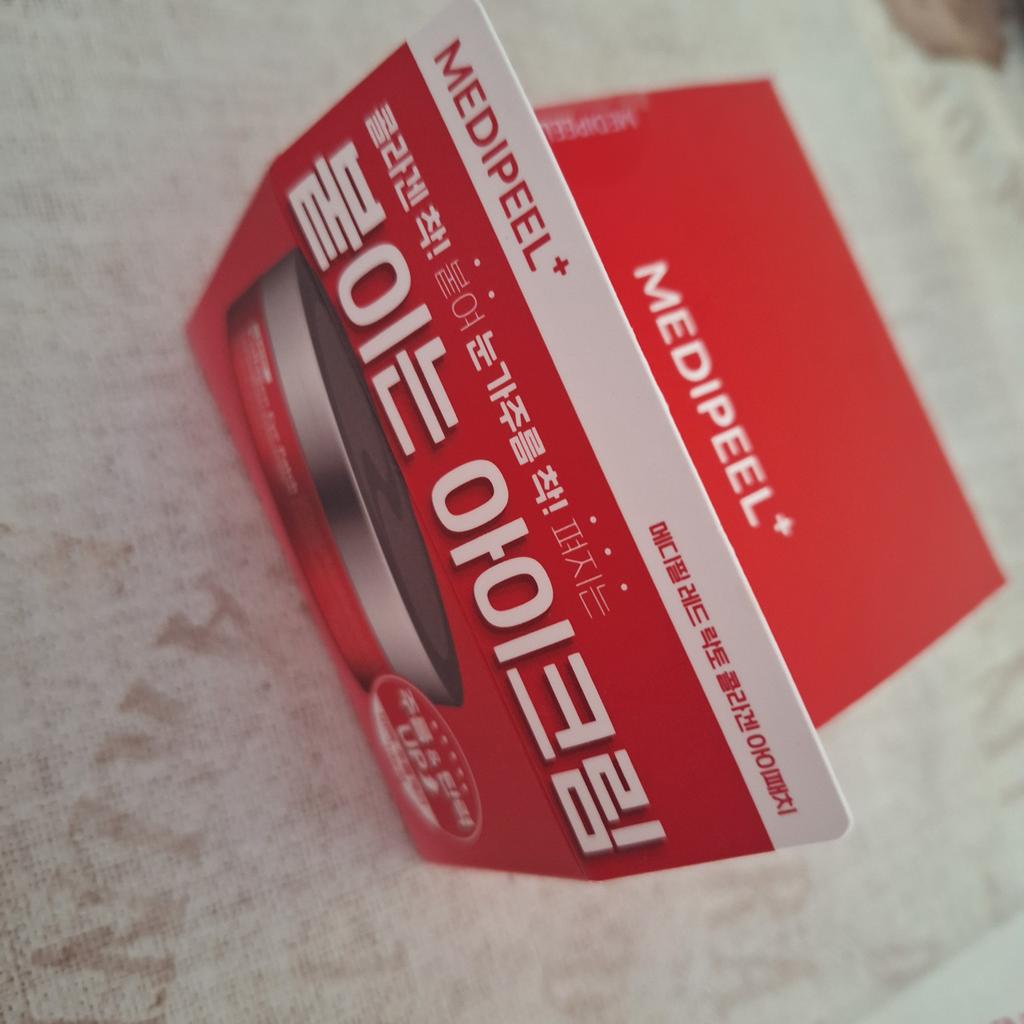 MEDIPEEL+
메디필 레드 락토 콜라겐 아이패치
콜라겐 착! 붙여 눈가주름 착! 펴지는
붙이는 아이크림
MEDIPEEL+
MEDIPEEL